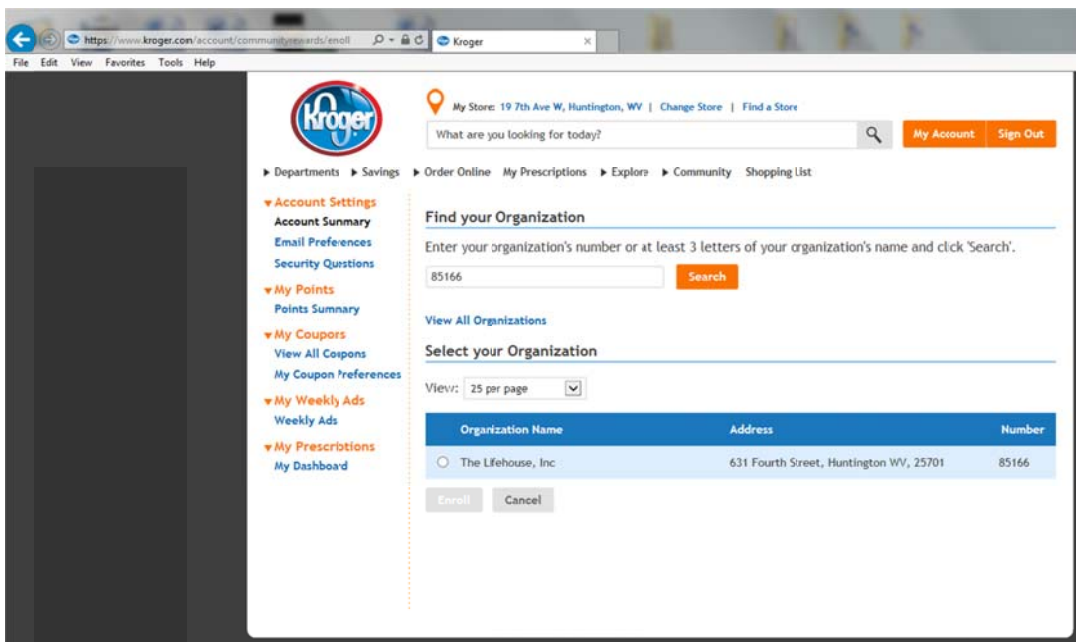 https://www.kroger.com/account/communityrewards/enoll
Kroger
File Edit View Favorites Tools Help
Kroger
My Store: 19 7th Ave W, Huntington, WV | Change Store | Find a Store
What are you looking for today?
My Account Sign Out
Departments Savings Order Online My Prescriptions Explore Community Shopping List
Account Settings
Account Summary
Email Preferences
Security Questions
My Points
Points Summary
My Coupons
View All Coupons
My Coupon Preferences
My Weekly Ads
Weekly Ads
My Prescriptions
My Dashboard
Find your Organization
Enter your organization's number or at least 3 letters of your organization's name and click 'Search'.
85166 Search
View All Organizations
Select your Organization
View: 25 per page
Organization Name Address Number
The Lifehouse, Inc 631 Fourth Street, Huntington WV, 25701 85166
Enroll Cancel